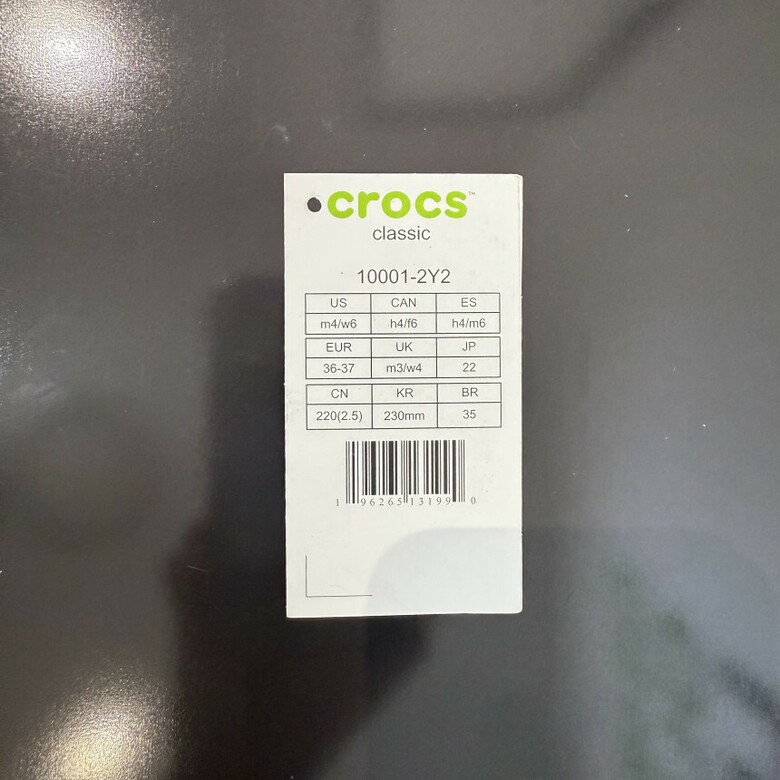 crocs™
classic
10001-2Y2
US CAN ES
m4/w6 h4/f6 h4/m6
EUR UK JP
36-37 m3/w4 22
CN KR BR
220(2.5) 230mm 35
1 96265 13199 0